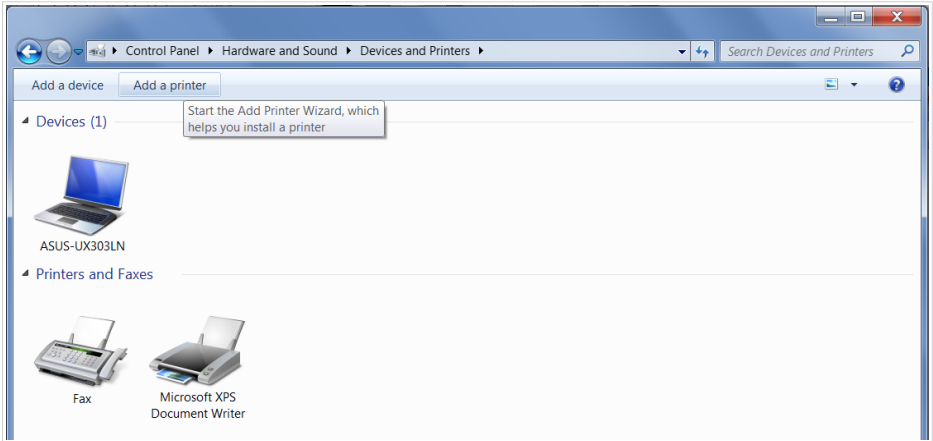 Control Panel Hardware and Sound Devices and Printers Search Devices and Printers
Add a device Add a printer
Start the Add Printer Wizard, which
helps you install a printer
Devices (1)
ASUS-UX303LN
Printers and Faxes
Fax
Microsoft XPS
Document Writer